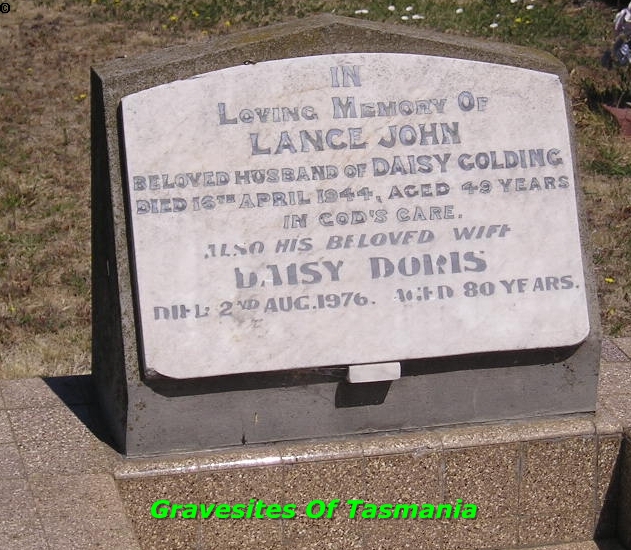 ©
IN
LOVING MEMORY OF
LANCE JOHN
BELOVED HUSBAND OF DAISY GOLDING
DIED 16TH APRIL 1944, AGED 49 YEARS
IN GOD'S CARE.
ALSO HIS BELOVED WIFE
DAISY DORIS
DIED 2ND AUG. 1976. AGED 80 YEARS.
Gravesites Of Tasmania